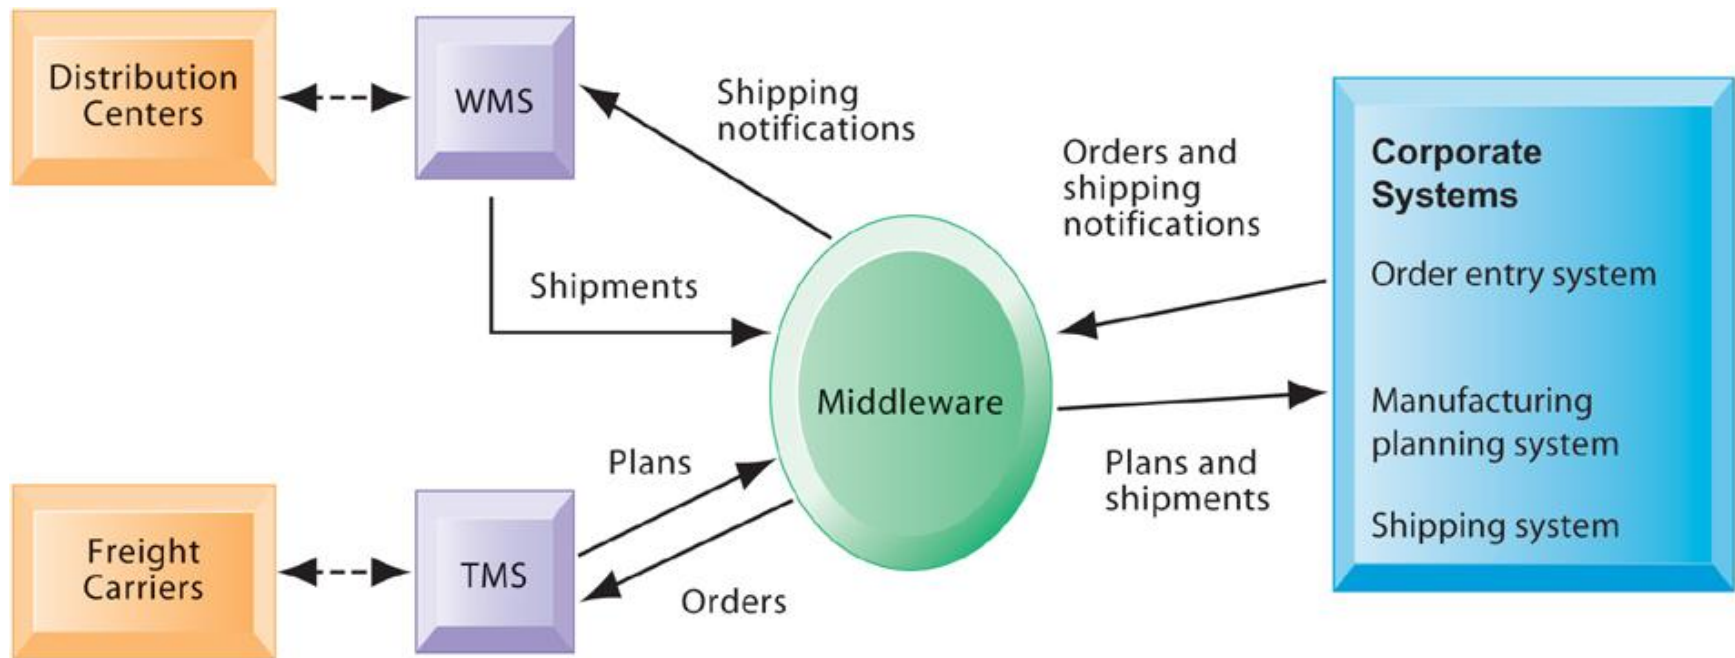 Distribution
Centers
WMS
Shipping
notifications
Orders and
shipping
notifications
Corporate
Systems
Order entry system
Shipments
Middleware
Manufacturing
planning system
Plans
Plans and
shipments
Shipping system
Freight
Carriers
TMS
Orders